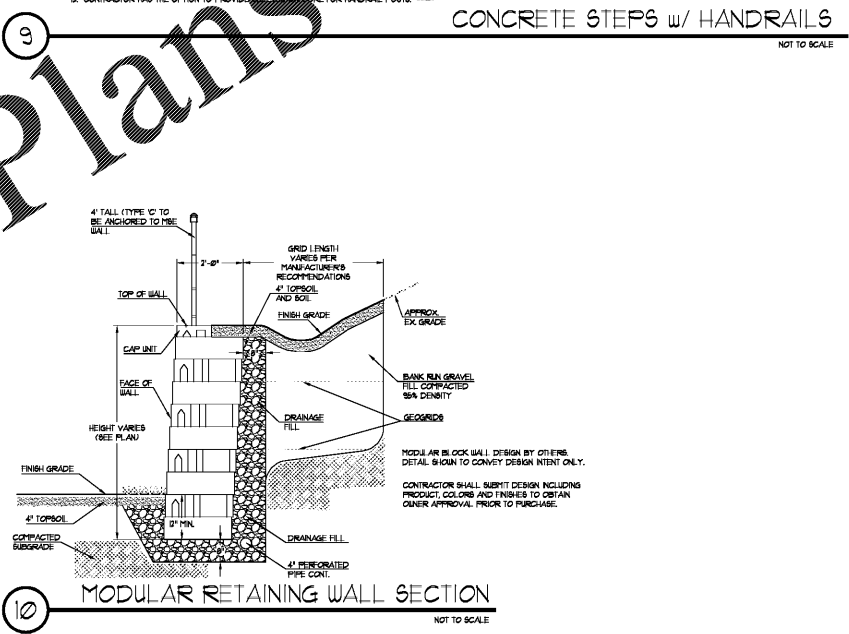 CONCRETE STEPS w/ HANDRAILS
9
NOT TO SCALE
Plans
4' TALL (TYPE 'C' TO
BE ANCHORED TO MSE
WALL
2'-0"
GRID LENGTH
VARIES PER
MANUFACTURER'S
RECOMMENDATIONS
4" TOPSOIL
AND SOD
TOP OF WALL
FINISH GRADE
APPROX.
EX. GRADE
CAP UNIT
FACE OF
WALL
BANK RUN GRAVEL
FILL COMPACTED
95% DENSITY
DRAINAGE
FILL
GEOGRIDS
HEIGHT VARIES
(SEE PLAN)
MODULAR BLOCK WALL DESIGN BY OTHERS.
DETAIL SHOWN TO CONVEY DESIGN INTENT ONLY.
FINISH GRADE
CONTRACTOR SHALL SUBMIT DESIGN INCLUDING
PRODUCT, COLORS AND FINISHES TO OBTAIN
OWNER APPROVAL PRIOR TO PURCHASE.
4" TOPSOIL
12" MIN.
COMPACTED
SUBGRADE
DRAINAGE FILL
4" PERFORATED
PIPE CONT.
MODULAR RETAINING WALL SECTION
10
NOT TO SCALE